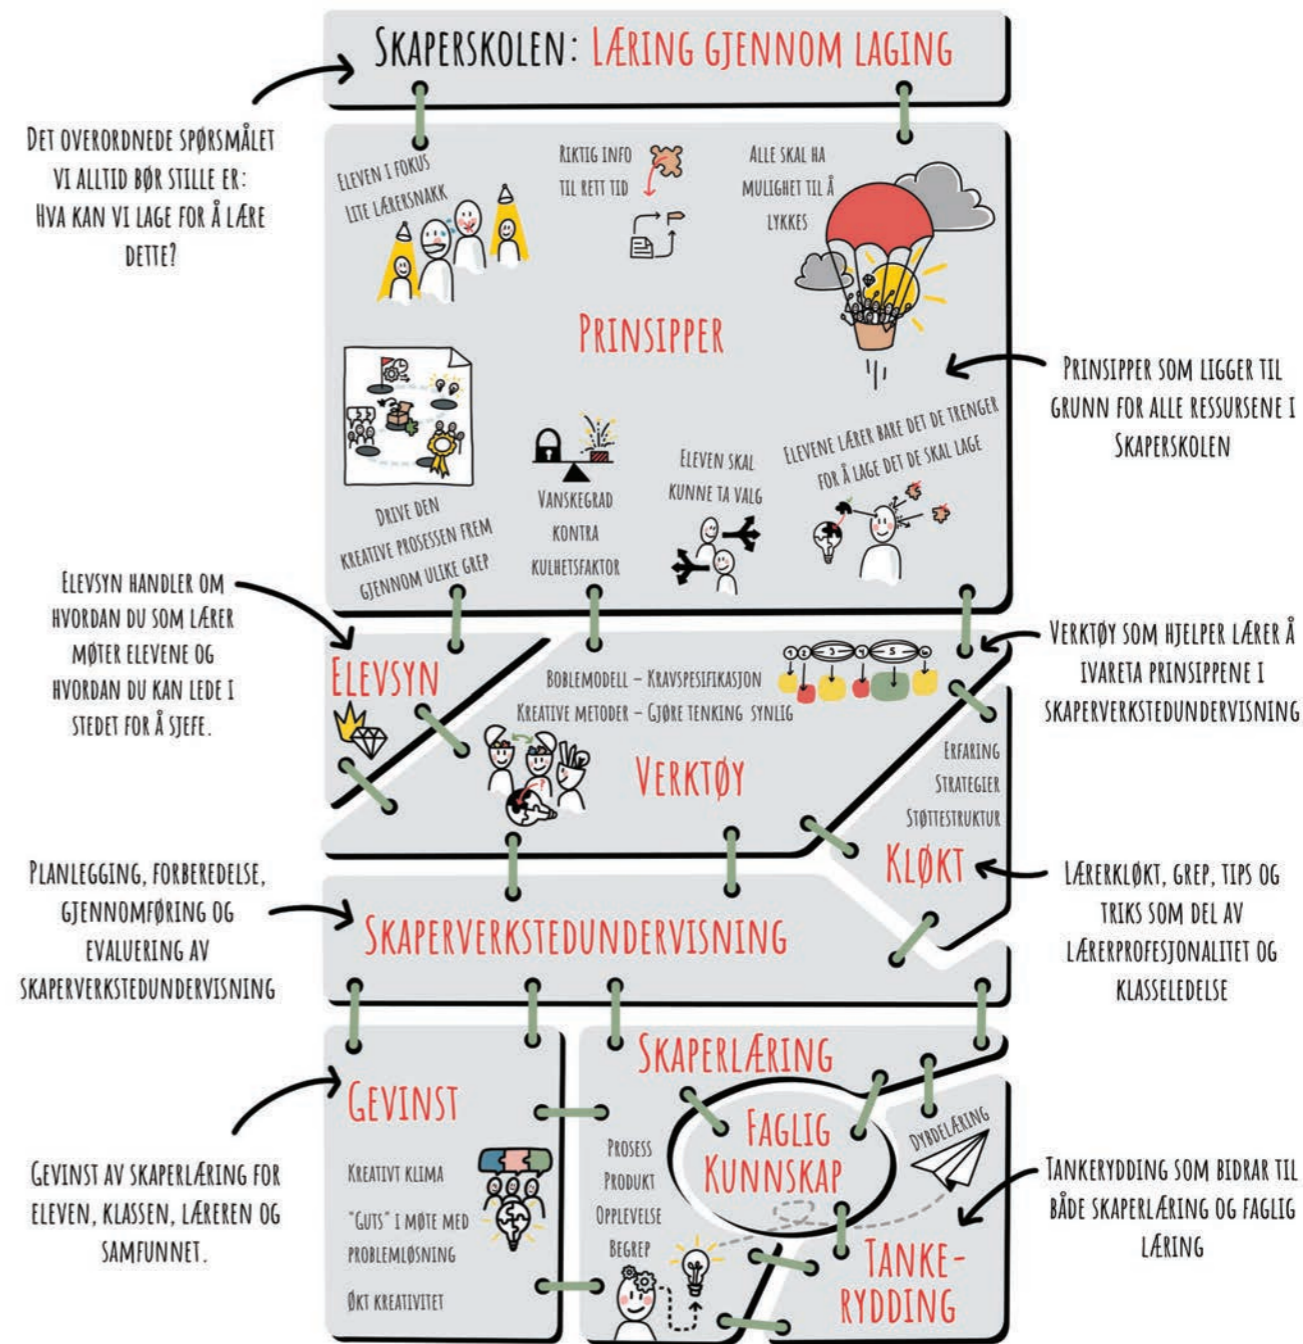 SKAPERSKOLEN: LÆRING GJENNOM LAGING
DET OVERORDNEDE SPØRSMÅLET
VI ALLTID BØR STILLE ER:
HVA KAN VI LAGE FOR Å LÆRE
DETTE?
ELEVEN I FOKUS
LITE LÆRERSNAKK
RIKTIG INFO
TIL RETT TID
ALLE SKAL HA
MULIGHET TIL Å
LYKKES
PRINSIPPER
PRINSIPPER SOM LIGGER TIL
GRUNN FOR ALLE RESSURSENE I
SKAPERSKOLEN
DRIVE DEN
KREATIVE PROSESSEN FREM
GJENNOM ULIKE GREP
VANSKEGRAD
KONTRA
KULHETSFAKTOR
ELEVEN SKAL
KUNNE TA VALG
ELEVENE LÆRER BARE DET DE TRENGER
FOR Å LAGE DET DE SKAL LAGE
ELEVSYN HANDLER OM
HVORDAN DU SOM LÆRER
MØTER ELEVENE OG
HVORDAN DU KAN LEDE I
STEDET FOR Å SJEFE.
ELEVSYN
BOBLEMODELL – KRAVSPESIFIKASJON
KREATIVE METODER – GJØRE TENKING SYNLIG
1 2 3 4 5 6
VERKTØY
VERKTØY SOM HJELPER LÆRER Å
IVARETA PRINSIPPENE I
SKAPERVERKSTEDUNDERVISNING
ERFARING
STRATEGIER
STØTTESTRUKTUR
KLØKT
LÆRERKLØKT, GREP, TIPS OG
TRIKS SOM DEL AV
LÆRERPROFESJONALITET OG
KLASSELEDELSE
PLANLEGGING, FORBEREDELSE,
GJENNOMFØRING OG
EVALUERING AV
SKAPERVERKSTEDUNDERVISNING
SKAPERVERKSTEDUNDERVISNING
GEVINST
KREATIVT KLIMA
"GUTS" I MØTE MED
PROBLEMLØSNING
ØKT KREATIVITET
GEVINST AV SKAPERLÆRING FOR
ELEVEN, KLASSEN, LÆREREN OG
SAMFUNNET.
SKAPERLÆRING
PROSESS
PRODUKT
OPPLEVELSE
BEGREP
FAGLIG
KUNNSKAP
DYBDELÆRING
TANKE-
RYDDING
TANKERYDDING SOM BIDRAR TIL
BÅDE SKAPERLÆRING OG FAGLIG
LÆRING